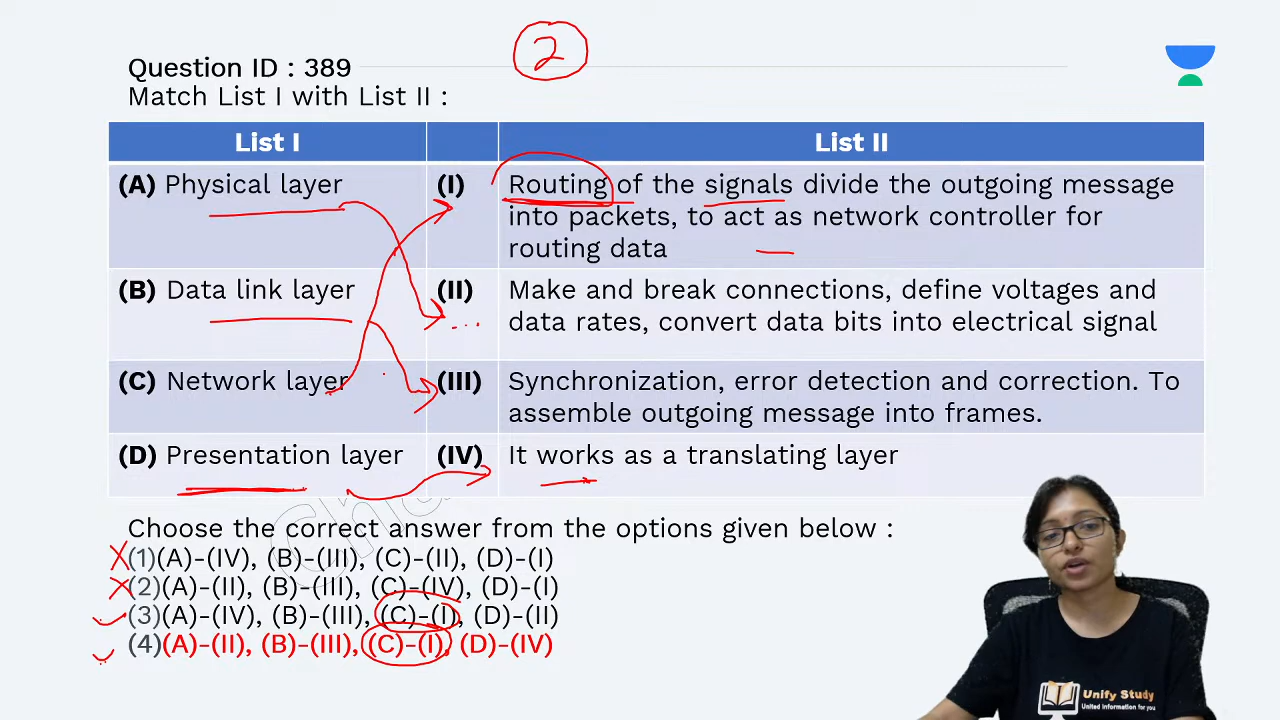 2
Question ID : 389
Match List I with List II :
List I List II
(A) Physical layer (I) Routing of the signals divide the outgoing message
into packets, to act as network controller for
routing data
(B) Data link layer (II) Make and break connections, define voltages and
data rates, convert data bits into electrical signal
(C) Network layer (III) Synchronization, error detection and correction. To
assemble outgoing message into frames.
(D) Presentation layer (IV) It works as a translating layer
Choose the correct answer from the options given below :
(1)(A)-(IV), (B)-(III), (C)-(II), (D)-(I)
(2)(A)-(II), (B)-(III), (C)-(IV), (D)-(I)
(3)(A)-(IV), (B)-(III), (C)-(I), (D)-(II)
(4)(A)-(II), (B)-(III), (C)-(I), (D)-(IV)
Unify Study
United information for you